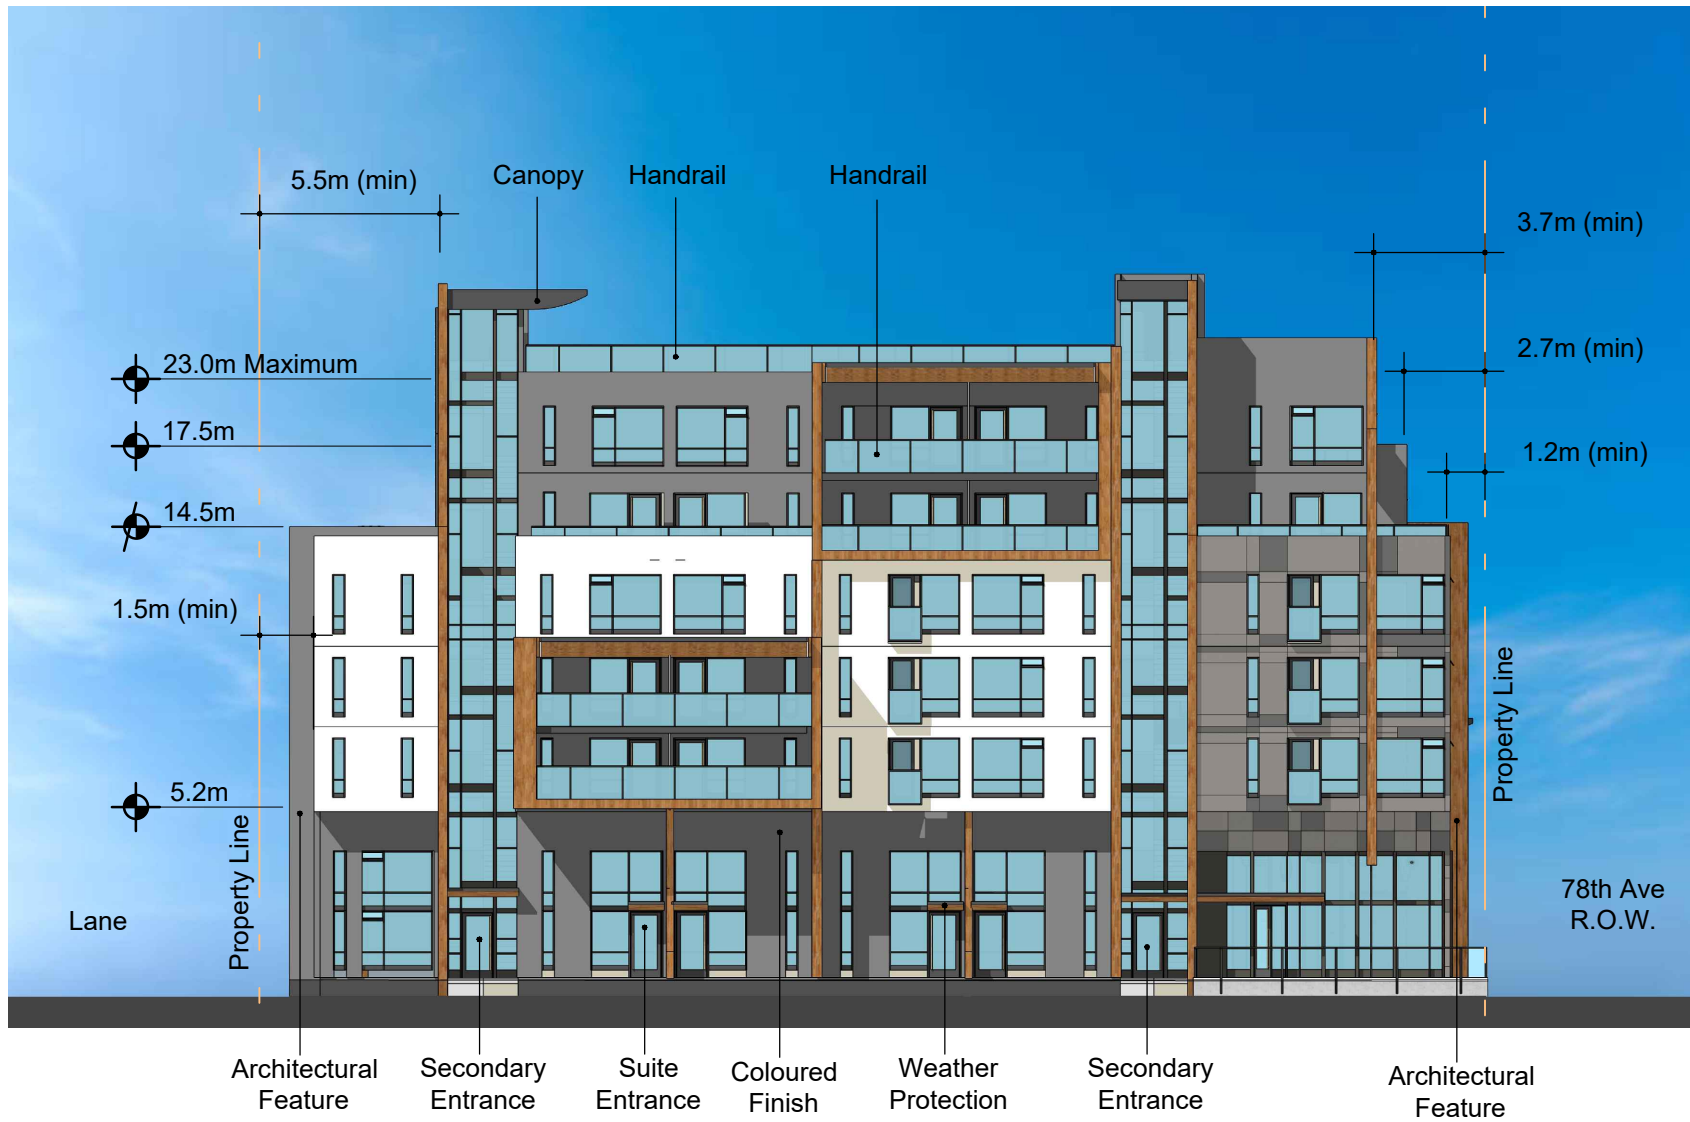 5.5m (min)
Canopy
Handrail
Handrail
3.7m (min)
23.0m Maximum
2.7m (min)
17.5m
1.2m (min)
14.5m
1.5m (min)
5.2m
Property Line
Property Line
Lane
78th Ave
R.O.W.
Architectural
Feature
Secondary
Entrance
Suite
Entrance
Coloured
Finish
Weather
Protection
Secondary
Entrance
Architectural
Feature